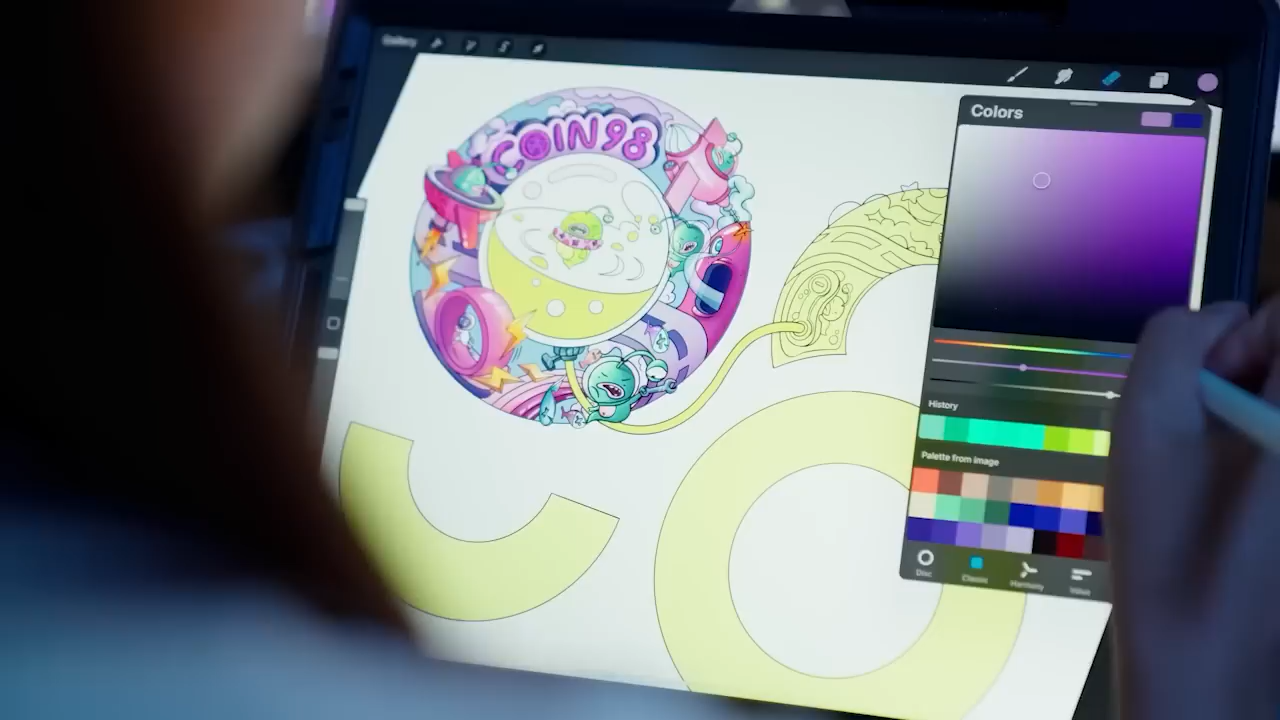 Gallery
COIN98
Colors
History
Palette from image
Disc
Classic
Harmony
Value